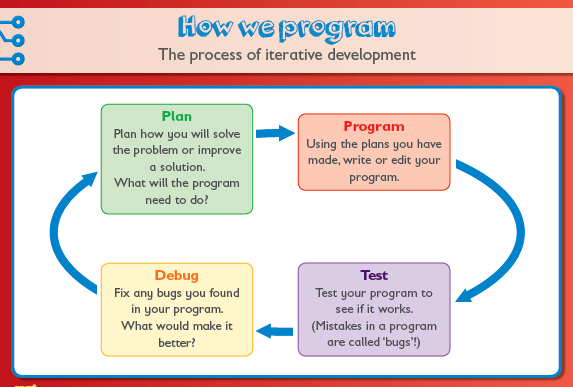 How we program
The process of iterative development
Plan
Plan how you will solve
the problem or improve
a solution.
What will the program
need to do?
Program
Using the plans you have
made, write or edit your
program.
Test
Test your program to
see if it works.
(Mistakes in a program
are called ‘bugs’!)
Debug
Fix any bugs you found
in your program.
What would make it
better?